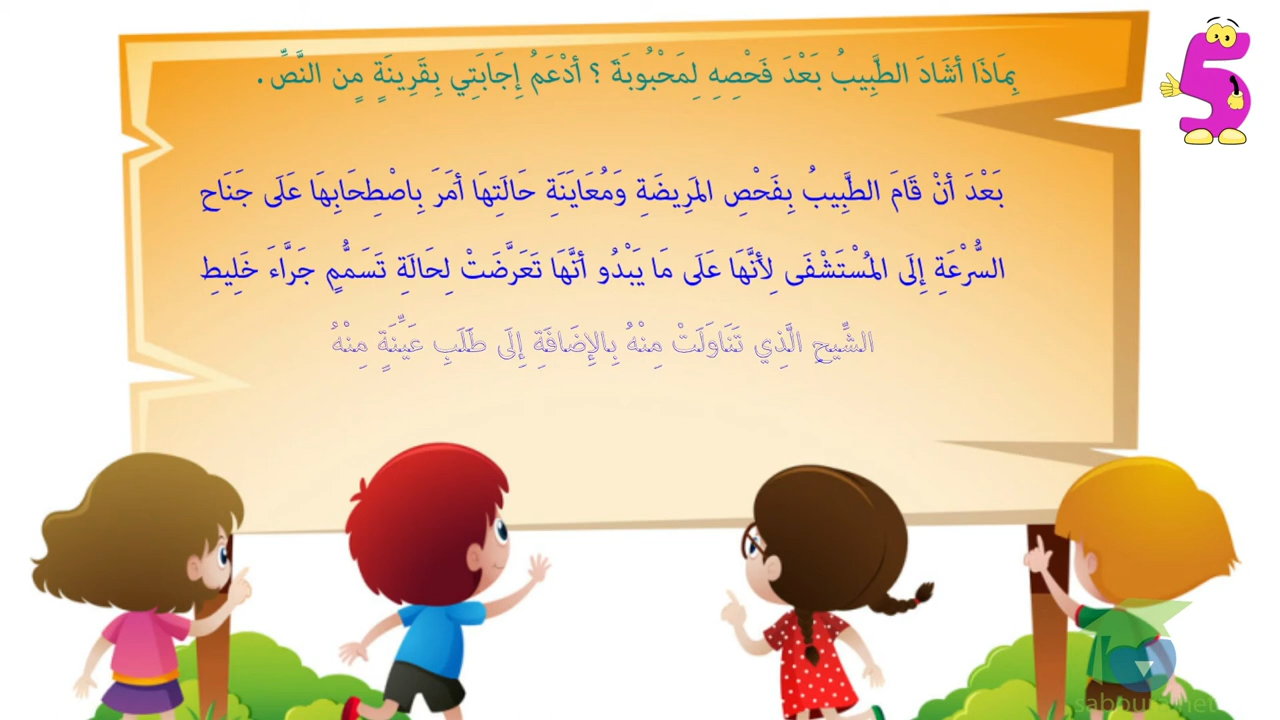 بِمَاذَا أَشَادَ الطَّبِيبُ بَعْدَ فَحْصِهِ لِمَحْبُوبَةَ ؟ أَدْعَمُ إِجَابَتِي بِقَرِينَةٍ مِن النَّصِّ .
5
بَعْدَ أَنْ قَامَ الطَّبِيبُ بِفَحْصِ المَرِيضَةِ وَمُعَايَنَةِ حَالَتِهَا أَمَرَ بِاصْطِحَابِهَا عَلَى جَنَاحِ
السُّرْعَةِ إِلَى المُسْتَشْفَى لِأَنَّهَا عَلَى مَا يَبْدُو أَنَّهَا تَعَرَّضَتْ لِحَالَةِ تَسَمُّمٍ جَرَّاءَ خَلِيطِ
الشِّيحِ الَّذِي تَنَاوَلَتْ مِنْهُ بِالإِضَافَةِ إِلَى طَلَبِ عَيِّنَةٍ مِنْهُ